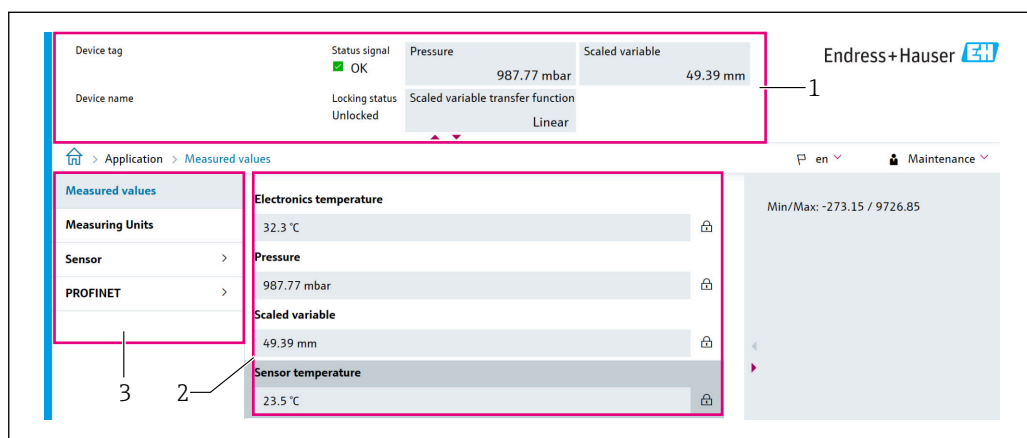 Device tag
Status signal
OK
Pressure
987.77 mbar
Scaled variable
49.39 mm
Endress+Hauser EH
1
Device name
Locking status
Unlocked
Scaled variable transfer function
Linear
> Application > Measured values
en
Maintenance
Measured values
Measuring Units
Sensor >
PROFINET >
3
2
Electronics temperature
32.3 °C
Pressure
987.77 mbar
Scaled variable
49.39 mm
Sensor temperature
23.5 °C
Min/Max: -273.15 / 9726.85